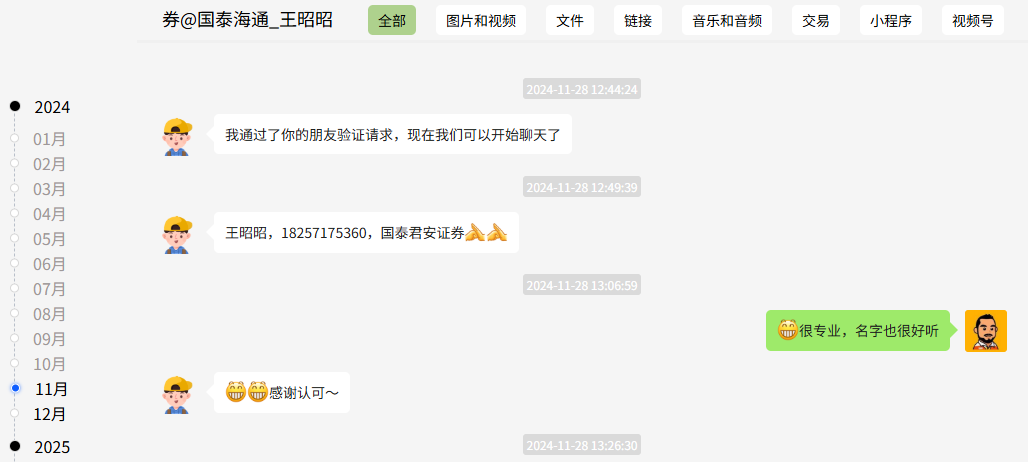 券@国泰海通_王昭昭
全部
图片和视频
文件
链接
音乐和音频
交易
小程序
视频号
2024
01月
02月
03月
04月
05月
06月
07月
08月
09月
10月
11月
12月
2025
2024-11-28 12:44:24
我通过了你的朋友验证请求，现在我们可以开始聊天了
2024-11-28 12:49:39
王昭昭，18257175360，国泰君安证券
2024-11-28 13:06:59
很专业，名字也很好听
感谢认可～
2024-11-28 13:26:30